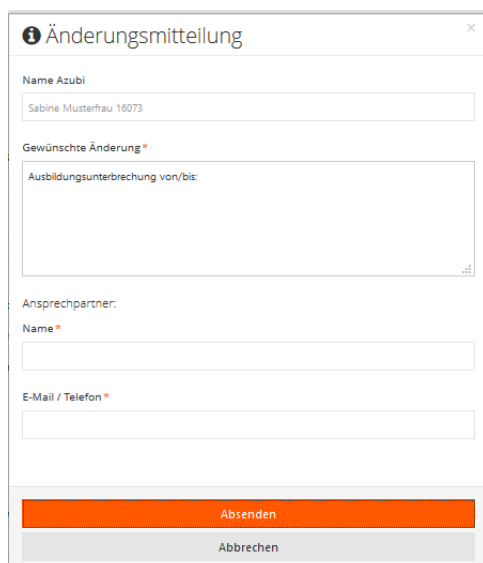 Änderungsmitteilung
×
Name Azubi
Sabine Musterfrau 16073
Gewünschte Änderung*
Ausbildungsunterbrechung von/bis:
Ansprechpartner:
Name*
E-Mail / Telefon*
Absenden
Abbrechen